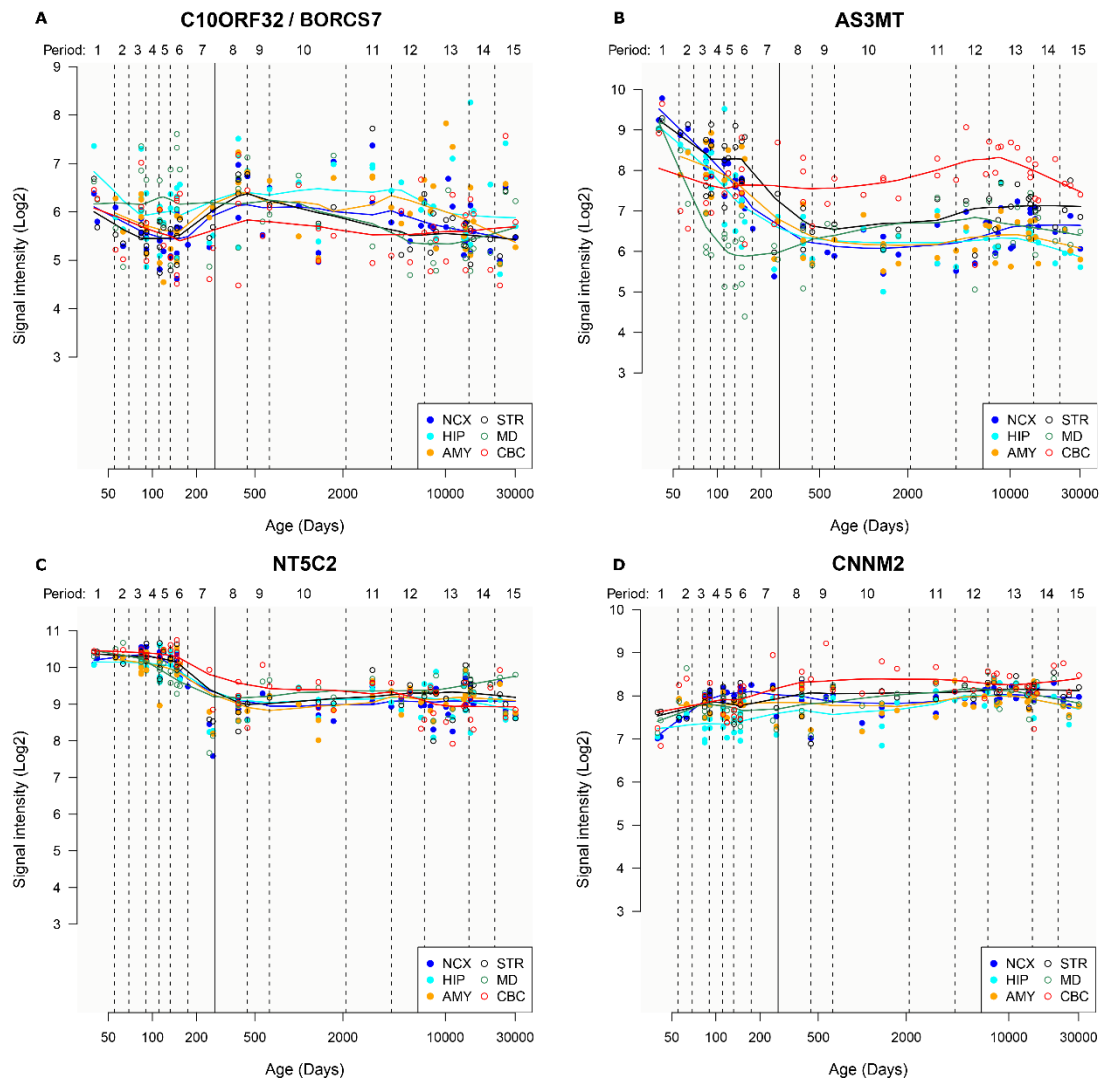 A
C10ORF32 / BORCS7
Period: 1 2 3 4 5 6 7 8 9 10 11 12 13 14 15
9
8
7
6
5
4
3
Signal intensity (Log2)
NCX STR
HIP MD
AMY CBC
50 100 200 500 2000 10000 30000
Age (Days)
B
AS3MT
Period: 1 2 3 4 5 6 7 8 9 10 11 12 13 14 15
10
9
8
7
6
5
4
3
Signal intensity (Log2)
NCX STR
HIP MD
AMY CBC
50 100 200 500 2000 10000 30000
Age (Days)
C
NT5C2
Period: 1 2 3 4 5 6 7 8 9 10 11 12 13 14 15
11
10
9
8
7
6
5
4
3
Signal intensity (Log2)
NCX STR
HIP MD
AMY CBC
50 100 200 500 2000 10000 30000
Age (Days)
D
CNNM2
Period: 1 2 3 4 5 6 7 8 9 10 11 12 13 14 15
10
9
8
7
6
5
4
3
Signal intensity (Log2)
NCX STR
HIP MD
AMY CBC
50 100 200 500 2000 10000 30000
Age (Days)